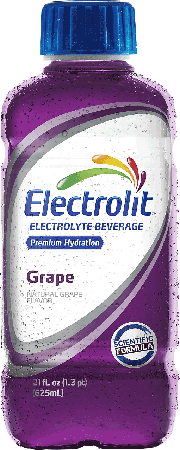 Electrolit
ELECTROLYTE BEVERAGE
Premium Hydration
Grape
NATURAL GRAPE
FLAVOR
21 fl. oz (1.3 pt)
(625mL)
SCIENTIFIC
FORMULA